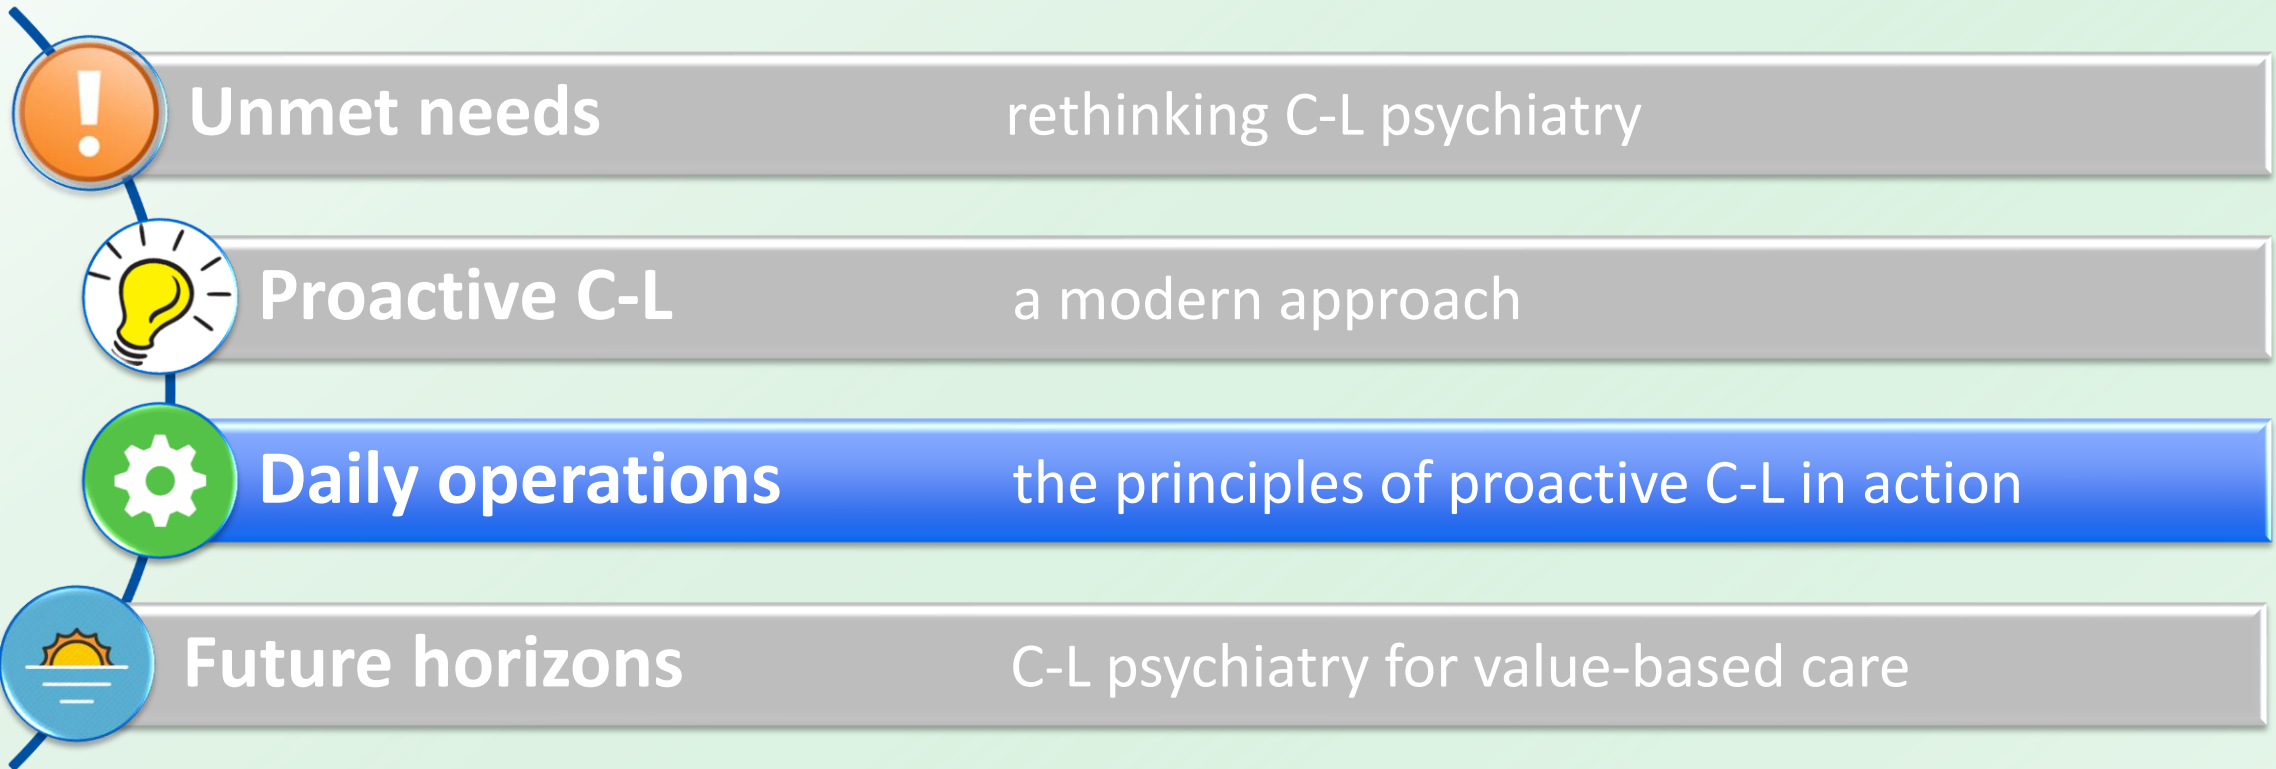 Unmet needs rethinking C-L psychiatry
Proactive C-L a modern approach
Daily operations the principles of proactive C-L in action
Future horizons C-L psychiatry for value-based care